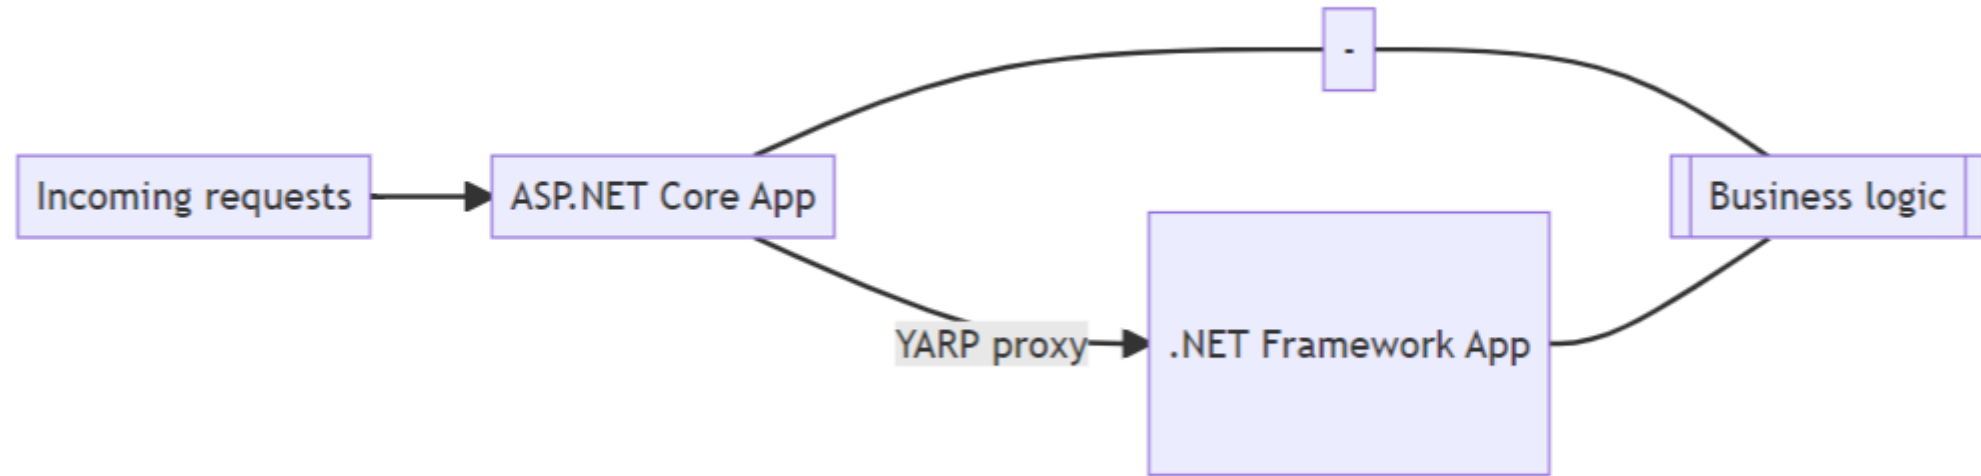 -
Incoming requests
ASP.NET Core App
Business logic
YARP proxy
.NET Framework App